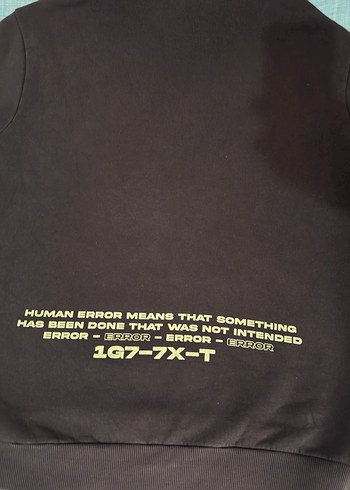 HUMAN ERROR MEANS THAT SOMETHING
HAS BEEN DONE THAT WAS NOT INTENDED
ERROR – ERROR – ERROR – ERROR
1G7–7X–T